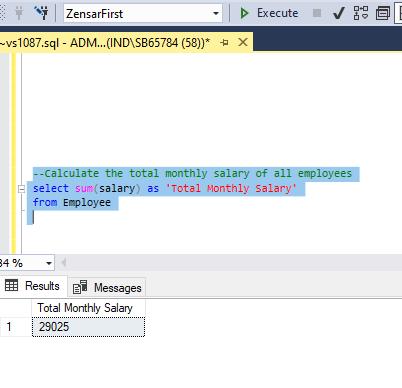 ZensarFirst
Execute
~vs1087.sql - ADM...(IND\SB65784 (58))*
--Calculate the total monthly salary of all employees
select sum(salary) as 'Total Monthly Salary'
from Employee
34 %
Results
Messages
Total Monthly Salary
1
29025